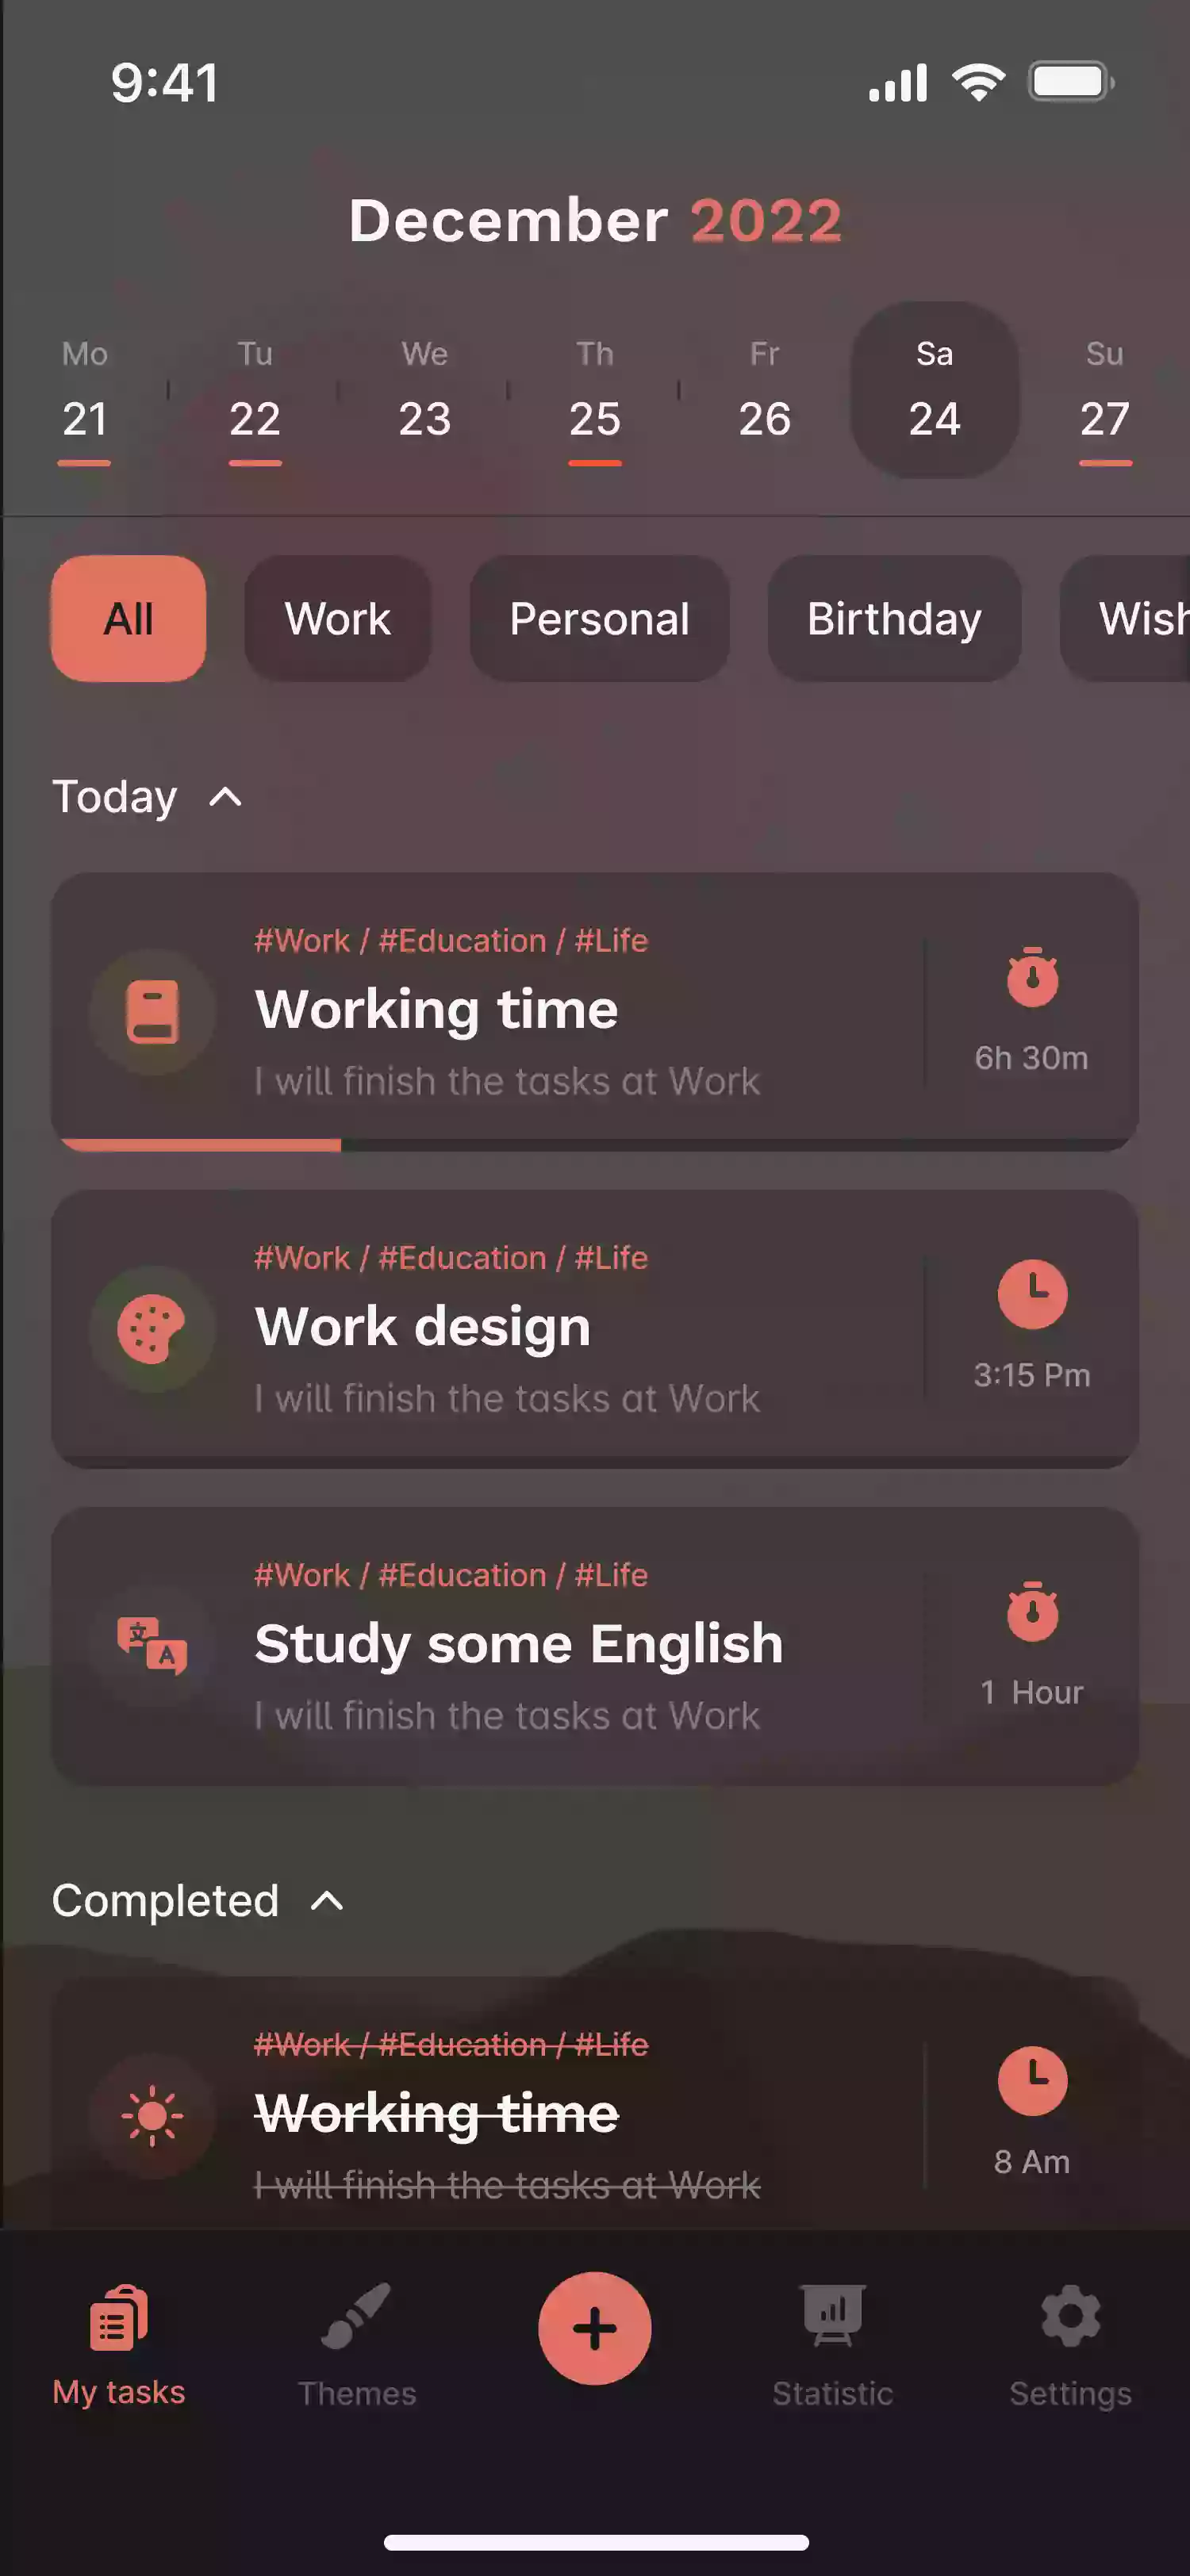 9:41
December 2022
Mo Tu We Th Fr Sa Su
21 22 23 25 26 24 27
All Work Personal Birthday Wish
Today
#Work / #Education / #Life
Working time
6h 30m
I will finish the tasks at Work
#Work / #Education / #Life
Work design
3:15 Pm
I will finish the tasks at Work
#Work / #Education / #Life
文 A
Study some English
1 Hour
I will finish the tasks at Work
Completed
#Work / #Education / #Life
Working time
8 Am
I will finish the tasks at Work
My tasks Themes Statistic Settings